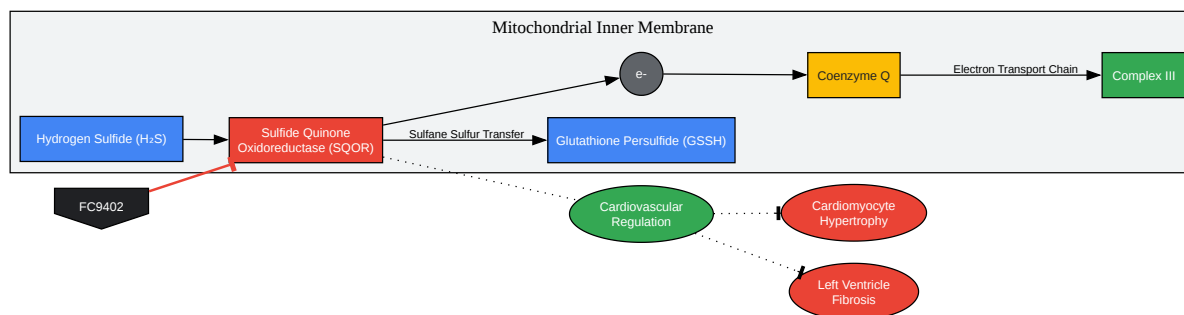 Mitochondrial Inner Membrane
e-
Coenzyme Q
Electron Transport Chain
Complex III
Hydrogen Sulfide (H₂S)
Sulfide Quinone
Oxidoreductase (SQOR)
Sulfane Sulfur Transfer
Glutathione Persulfide (GSSH)
FC9402
Cardiovascular
Regulation
Cardiomyocyte
Hypertrophy
Left Ventricle
Fibrosis